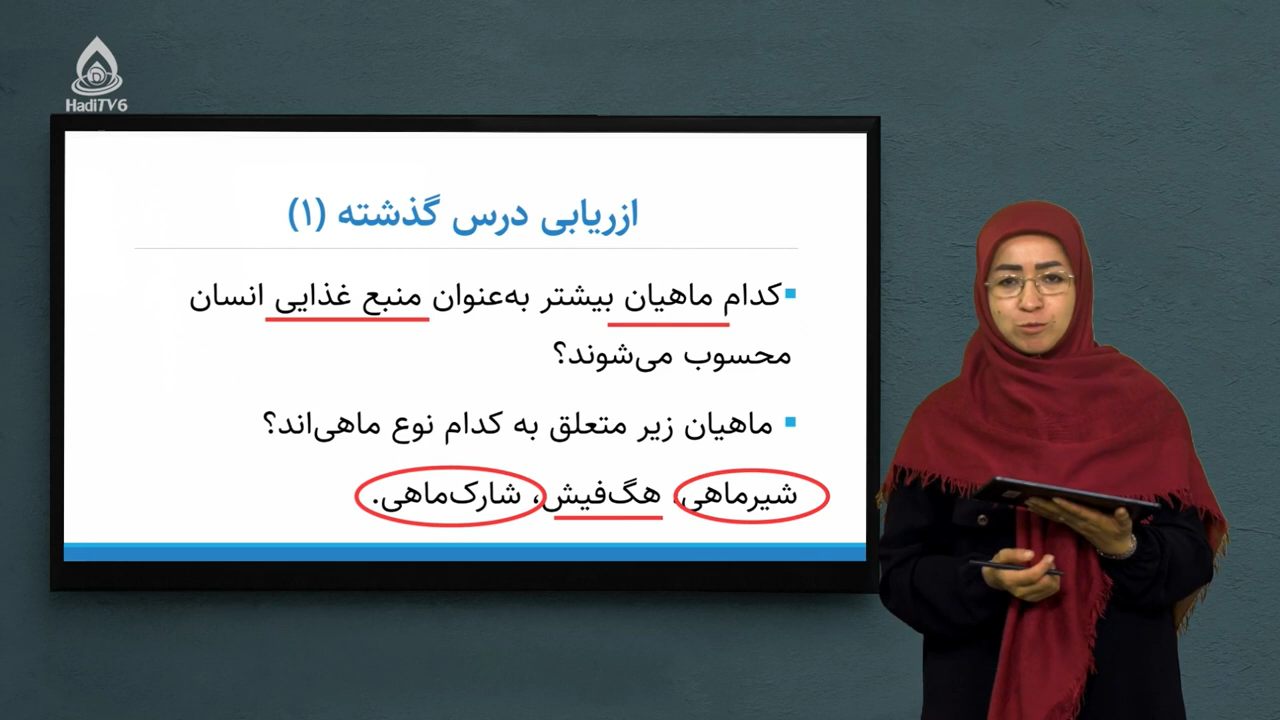 HadiTV6
ازریابی درس گذشته (۱)
کدام ماهیان بیشتر به‌عنوان منبع غذایی انسان
محسوب می‌شوند؟
ماهیان زیر متعلق به کدام نوع ماهی‌اند؟
شیرماهی، هگ‌فیش، شارک‌ماهی.